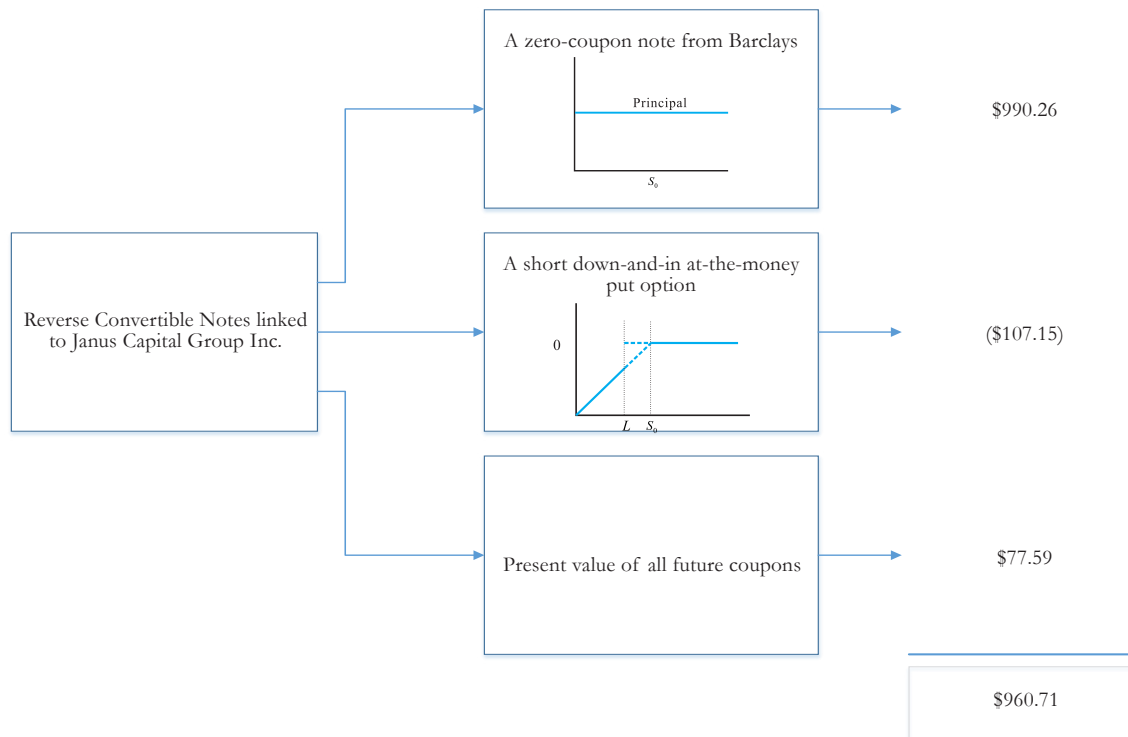 A zero-coupon note from Barclays
Principal
S₀
$990.26
Reverse Convertible Notes linked
to Janus Capital Group Inc.
A short down-and-in at-the-money
put option
0
L S₀
($107.15)
Present value of all future coupons
$77.59
$960.71